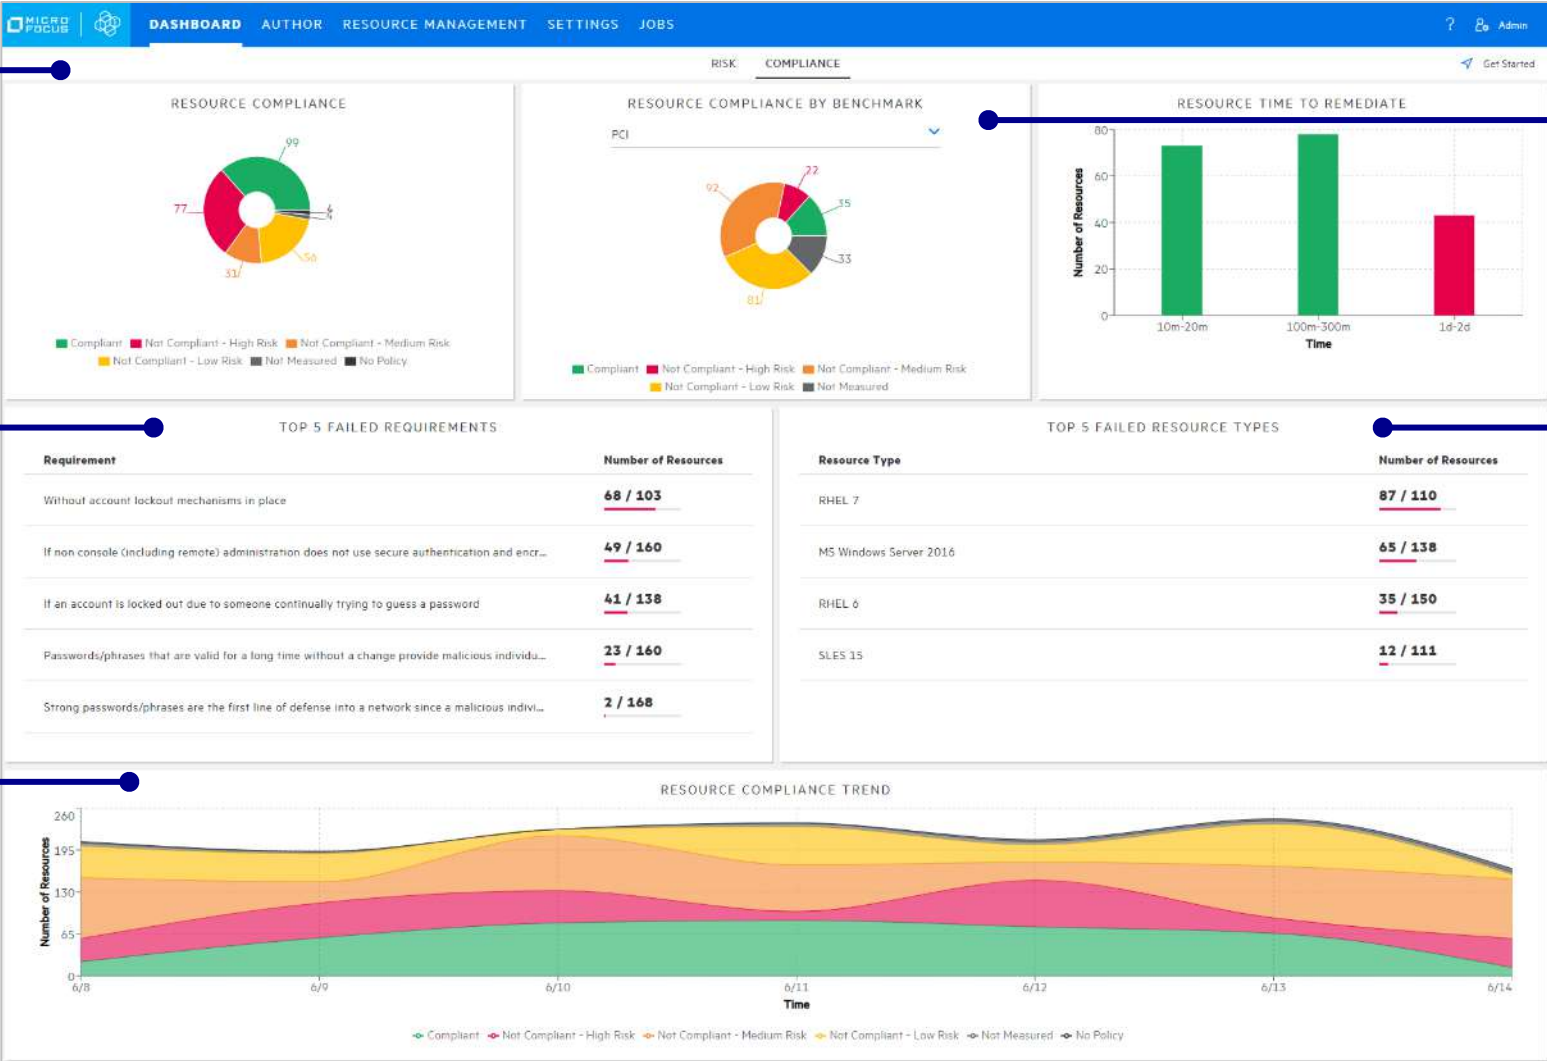 MICRO FOCUS
DASHBOARD AUTHOR RESOURCE MANAGEMENT SETTINGS JOBS ? Admin
RISK COMPLIANCE Get Started
RESOURCE COMPLIANCE
99
77
31
56
4
Compliant Not Compliant - High Risk Not Compliant - Medium Risk
Not Compliant - Low Risk Not Measured No Policy
RESOURCE COMPLIANCE BY BENCHMARK
PCI
22
92
35
33
81
Compliant Not Compliant - High Risk Not Compliant - Medium Risk
Not Compliant - Low Risk Not Measured
RESOURCE TIME TO REMEDIATE
Number of Resources
80
60
40
20
0
10m-20m 100m-300m 1d-2d
Time
TOP 5 FAILED REQUIREMENTS
Requirement Number of Resources
Without account lockout mechanisms in place 68 / 103
If non console (including remote) administration does not use secure authentication and encr... 49 / 160
If an account is locked out due to someone continually trying to guess a password 41 / 138
Passwords/phrases that are valid for a long time without a change provide malicious individu... 23 / 160
Strong passwords/phrases are the first line of defense into a network since a malicious indivi... 2 / 168
TOP 5 FAILED RESOURCE TYPES
Resource Type Number of Resources
RHEL 7 87 / 110
MS Windows Server 2016 65 / 138
RHEL 6 35 / 150
SLES 15 12 / 111
RESOURCE COMPLIANCE TREND
Number of Resources
260
195
130
65
0
6/8 6/9 6/10 6/11 6/12 6/13 6/14
Time
Compliant Not Compliant - High Risk Not Compliant - Medium Risk Not Compliant - Low Risk Not Measured No Policy